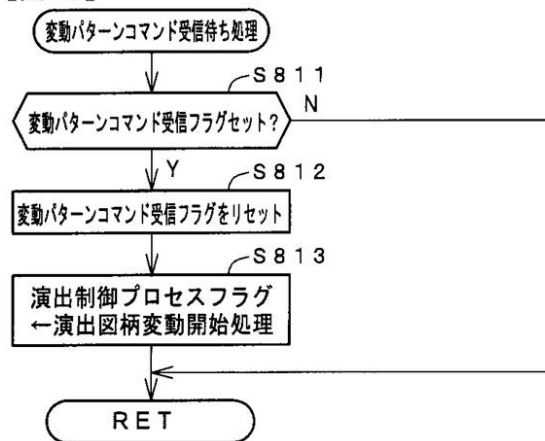 変動パターンコマンド受信待ち処理
S811
変動パターンコマンド受信フラグセット?
N
Y
S812
変動パターンコマンド受信フラグをリセット
S813
演出制御プロセスフラグ
←演出図柄変動開始処理
RET